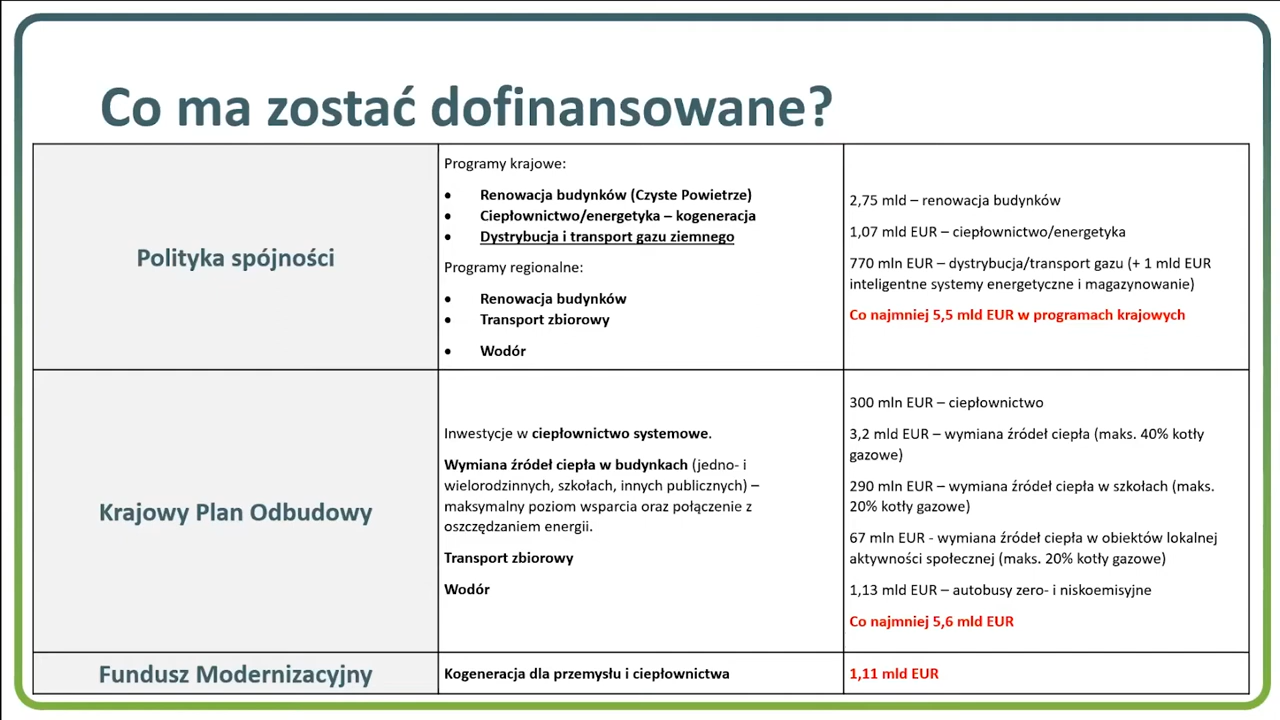 Co ma zostać dofinansowane?
Polityka spójności
Programy krajowe:
• Renowacja budynków (Czyste Powietrze)
• Ciepłownictwo/energetyka – kogeneracja
• Dystrybucja i transport gazu ziemnego
Programy regionalne:
• Renowacja budynków
• Transport zbiorowy
• Wodór
2,75 mld – renowacja budynków
1,07 mld EUR – ciepłownictwo/energetyka
770 mln EUR – dystrybucja/transport gazu (+ 1 mld EUR
inteligentne systemy energetyczne i magazynowanie)
Co najmniej 5,5 mld EUR w programach krajowych
Krajowy Plan Odbudowy
Inwestycje w ciepłownictwo systemowe.
Wymiana źródeł ciepła w budynkach (jedno- i
wielorodzinnych, szkołach, innych publicznych) –
maksymalny poziom wsparcia oraz połączenie z
oszczędzaniem energii.
Transport zbiorowy
Wodór
300 mln EUR – ciepłownictwo
3,2 mld EUR – wymiana źródeł ciepła (maks. 40% kotły
gazowe)
290 mln EUR – wymiana źródeł ciepła w szkołach (maks.
20% kotły gazowe)
67 mln EUR - wymiana źródeł ciepła w obiektów lokalnej
aktywności społecznej (maks. 20% kotły gazowe)
1,13 mld EUR – autobusy zero- i niskoemisyjne
Co najmniej 5,6 mld EUR
Fundusz Modernizacyjny
Kogeneracja dla przemysłu i ciepłownictwa
1,11 mld EUR